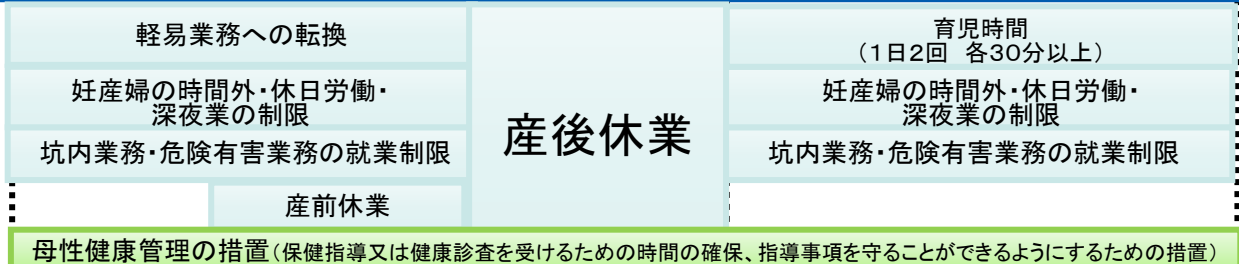 軽易業務への転換
妊産婦の時間外・休日労働・
深夜業の制限
坑内業務・危険有害業務の就業制限
産前休業
産後休業
育児時間
(1日2回 各30分以上)
妊産婦の時間外・休日労働・
深夜業の制限
坑内業務・危険有害業務の就業制限
母性健康管理の措置(保健指導又は健康診査を受けるための時間の確保、指導事項を守ることができるようにするための措置)